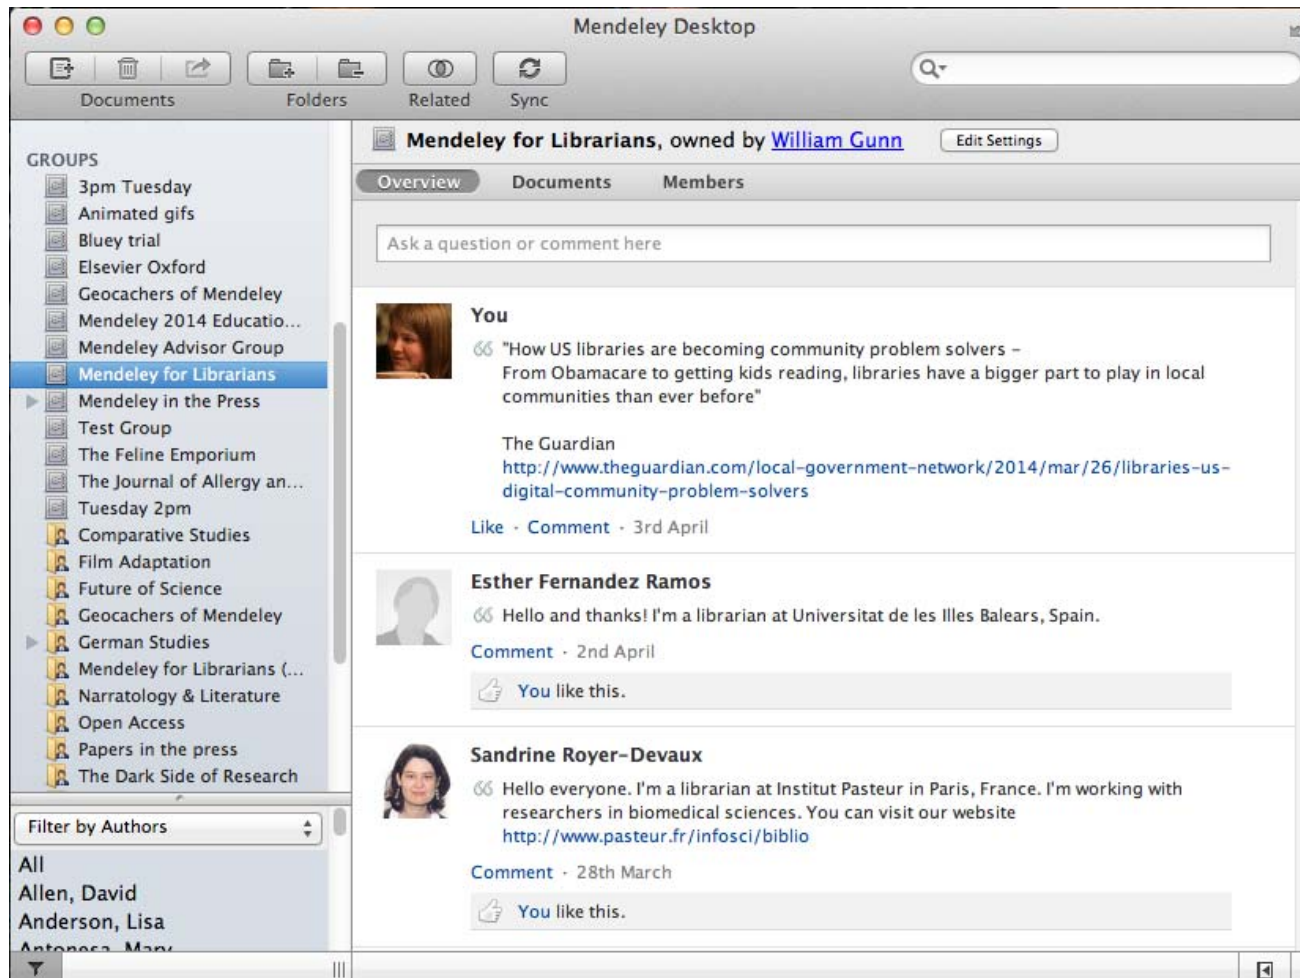 Mendeley Desktop
Documents
Folders
Related
Sync
GROUPS
3pm Tuesday
Animated gifs
Bluey trial
Elsevier Oxford
Geocachers of Mendeley
Mendeley 2014 Educatio...
Mendeley Advisor Group
Mendeley for Librarians
Mendeley in the Press
Test Group
The Feline Emporium
The Journal of Allergy an...
Tuesday 2pm
Comparative Studies
Film Adaptation
Future of Science
Geocachers of Mendeley
German Studies
Mendeley for Librarians (...
Narratology & Literature
Open Access
Papers in the press
The Dark Side of Research
Filter by Authors
All
Allen, David
Anderson, Lisa
Antonesa, Mary
Mendeley for Librarians, owned by William Gunn
Edit Settings
Overview
Documents
Members
Ask a question or comment here
You
"How US libraries are becoming community problem solvers –
From Obamacare to getting kids reading, libraries have a bigger part to play in local
communities than ever before"
The Guardian
http://www.theguardian.com/local-government-network/2014/mar/26/libraries-us-
digital-community-problem-solvers
Like · Comment · 3rd April
Esther Fernandez Ramos
Hello and thanks! I'm a librarian at Universitat de les Illes Balears, Spain.
Comment · 2nd April
You like this.
Sandrine Royer-Devaux
Hello everyone. I'm a librarian at Institut Pasteur in Paris, France. I'm working with
researchers in biomedical sciences. You can visit our website
http://www.pasteur.fr/infosci/biblio
Comment · 28th March
You like this.